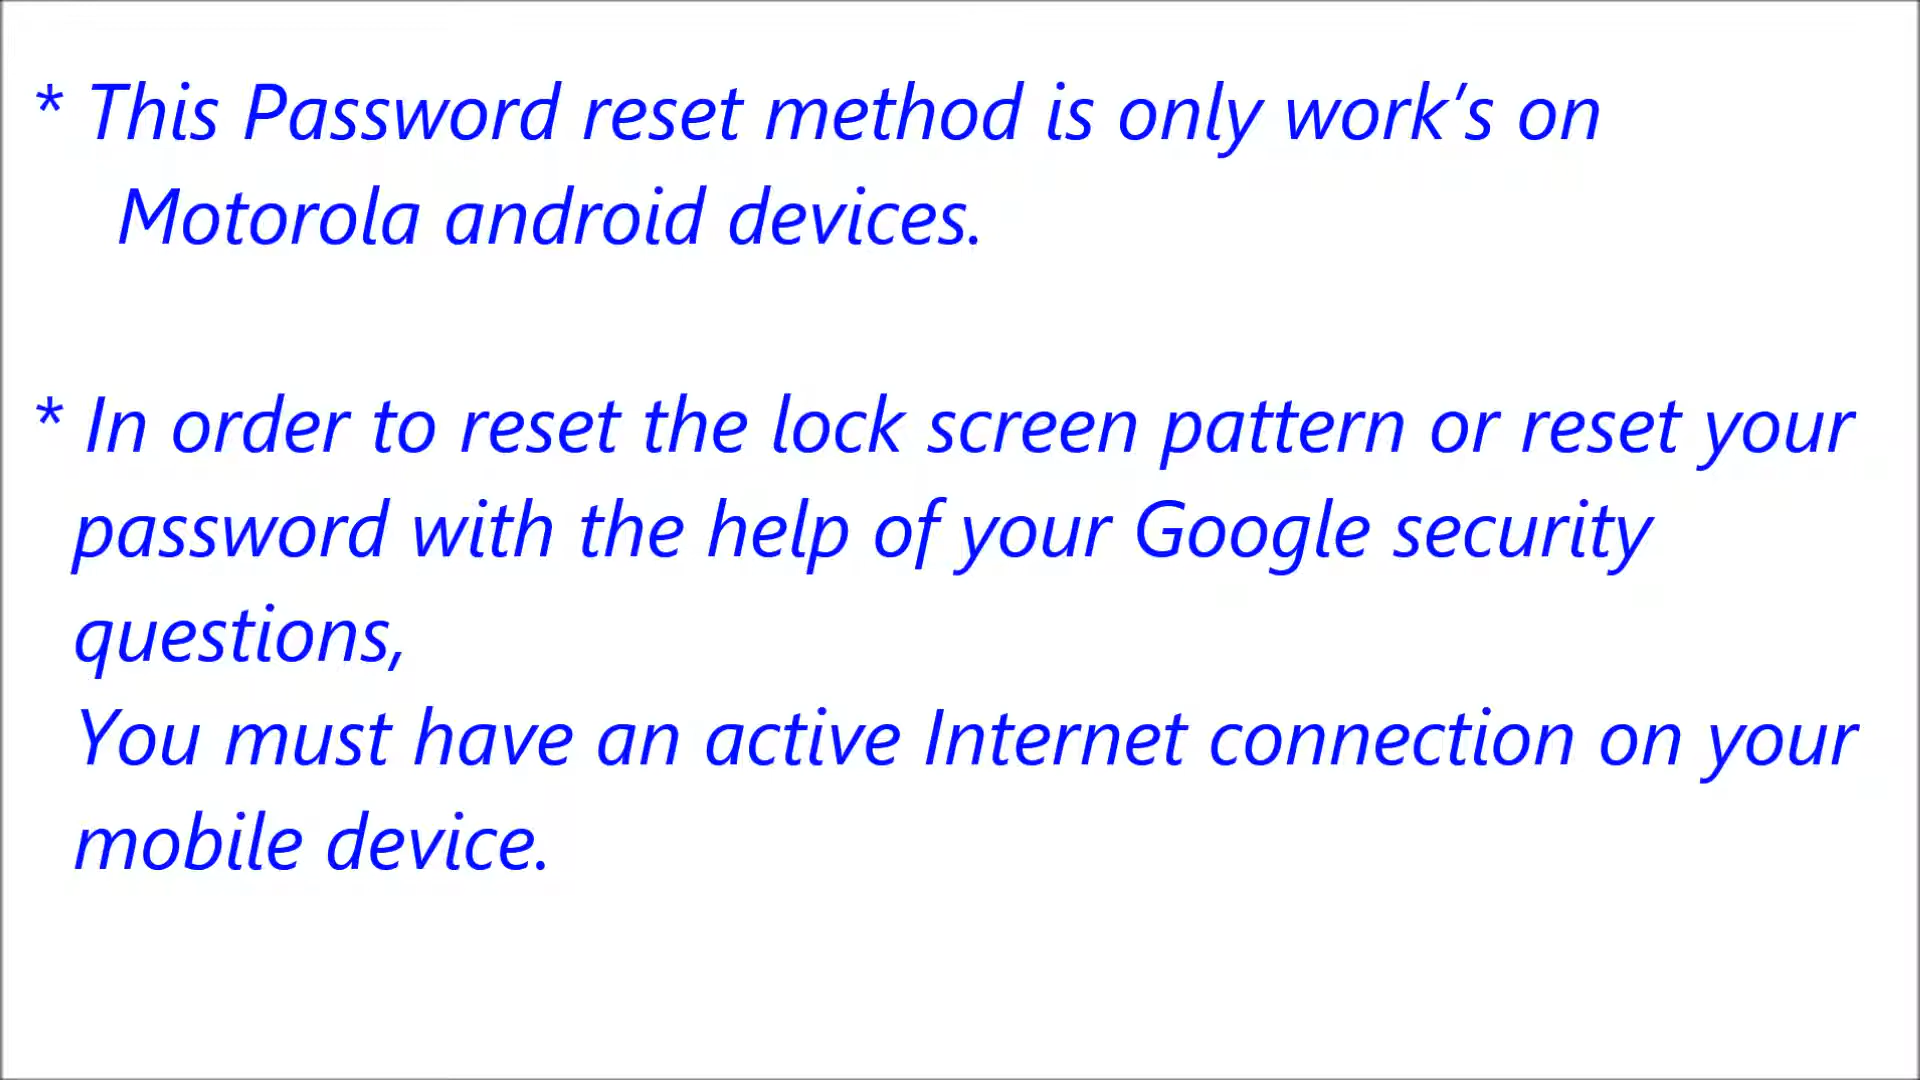 * This Password reset method is only work's on
Motorola android devices.
* In order to reset the lock screen pattern or reset your
password with the help of your Google security
questions,
You must have an active Internet connection on your
mobile device.